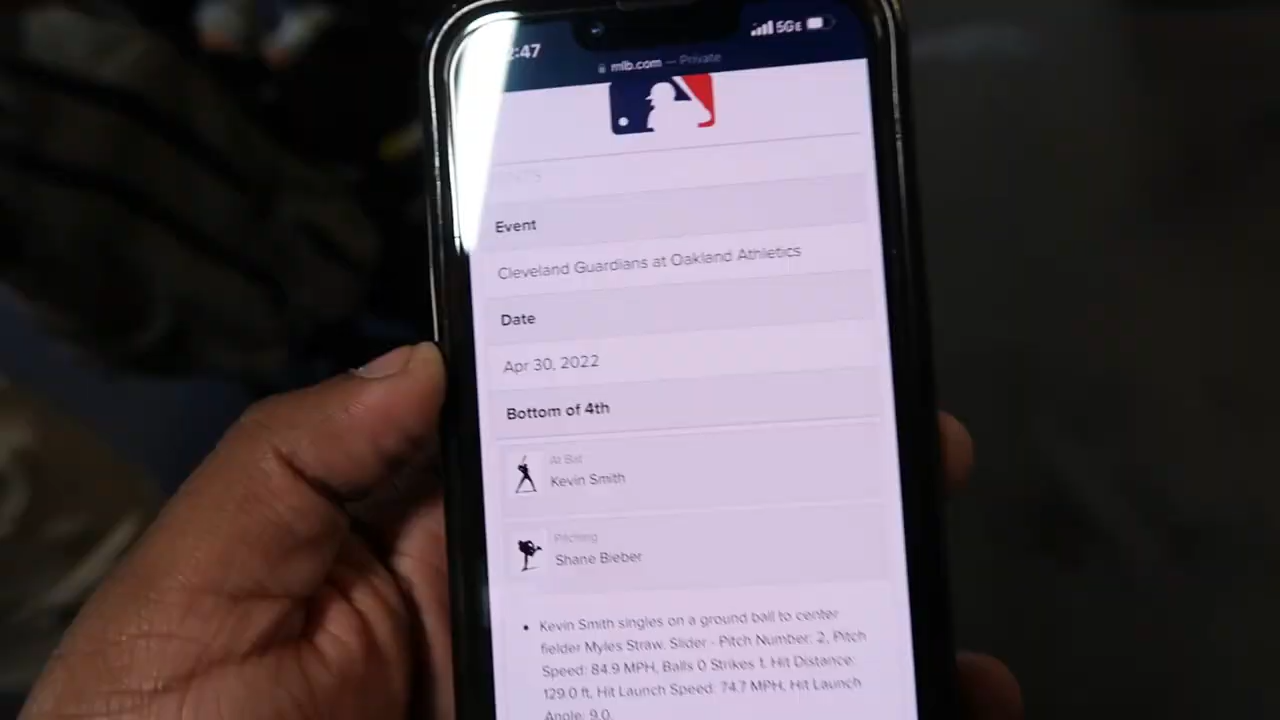 :47
5GE
mlb.com — Private
Event
Cleveland Guardians at Oakland Athletics
Date
Apr 30, 2022
Bottom of 4th
At Bat
Kevin Smith
Pitching
Shane Bieber
• Kevin Smith singles on a ground ball to center
fielder Myles Straw. Slider - Pitch Number: 2, Pitch
Speed: 84.9 MPH, Balls 0 Strikes 1. Hit Distance:
129.0 ft, Hit Launch Speed: 74.7 MPH, Hit Launch
Angle: 9.0.